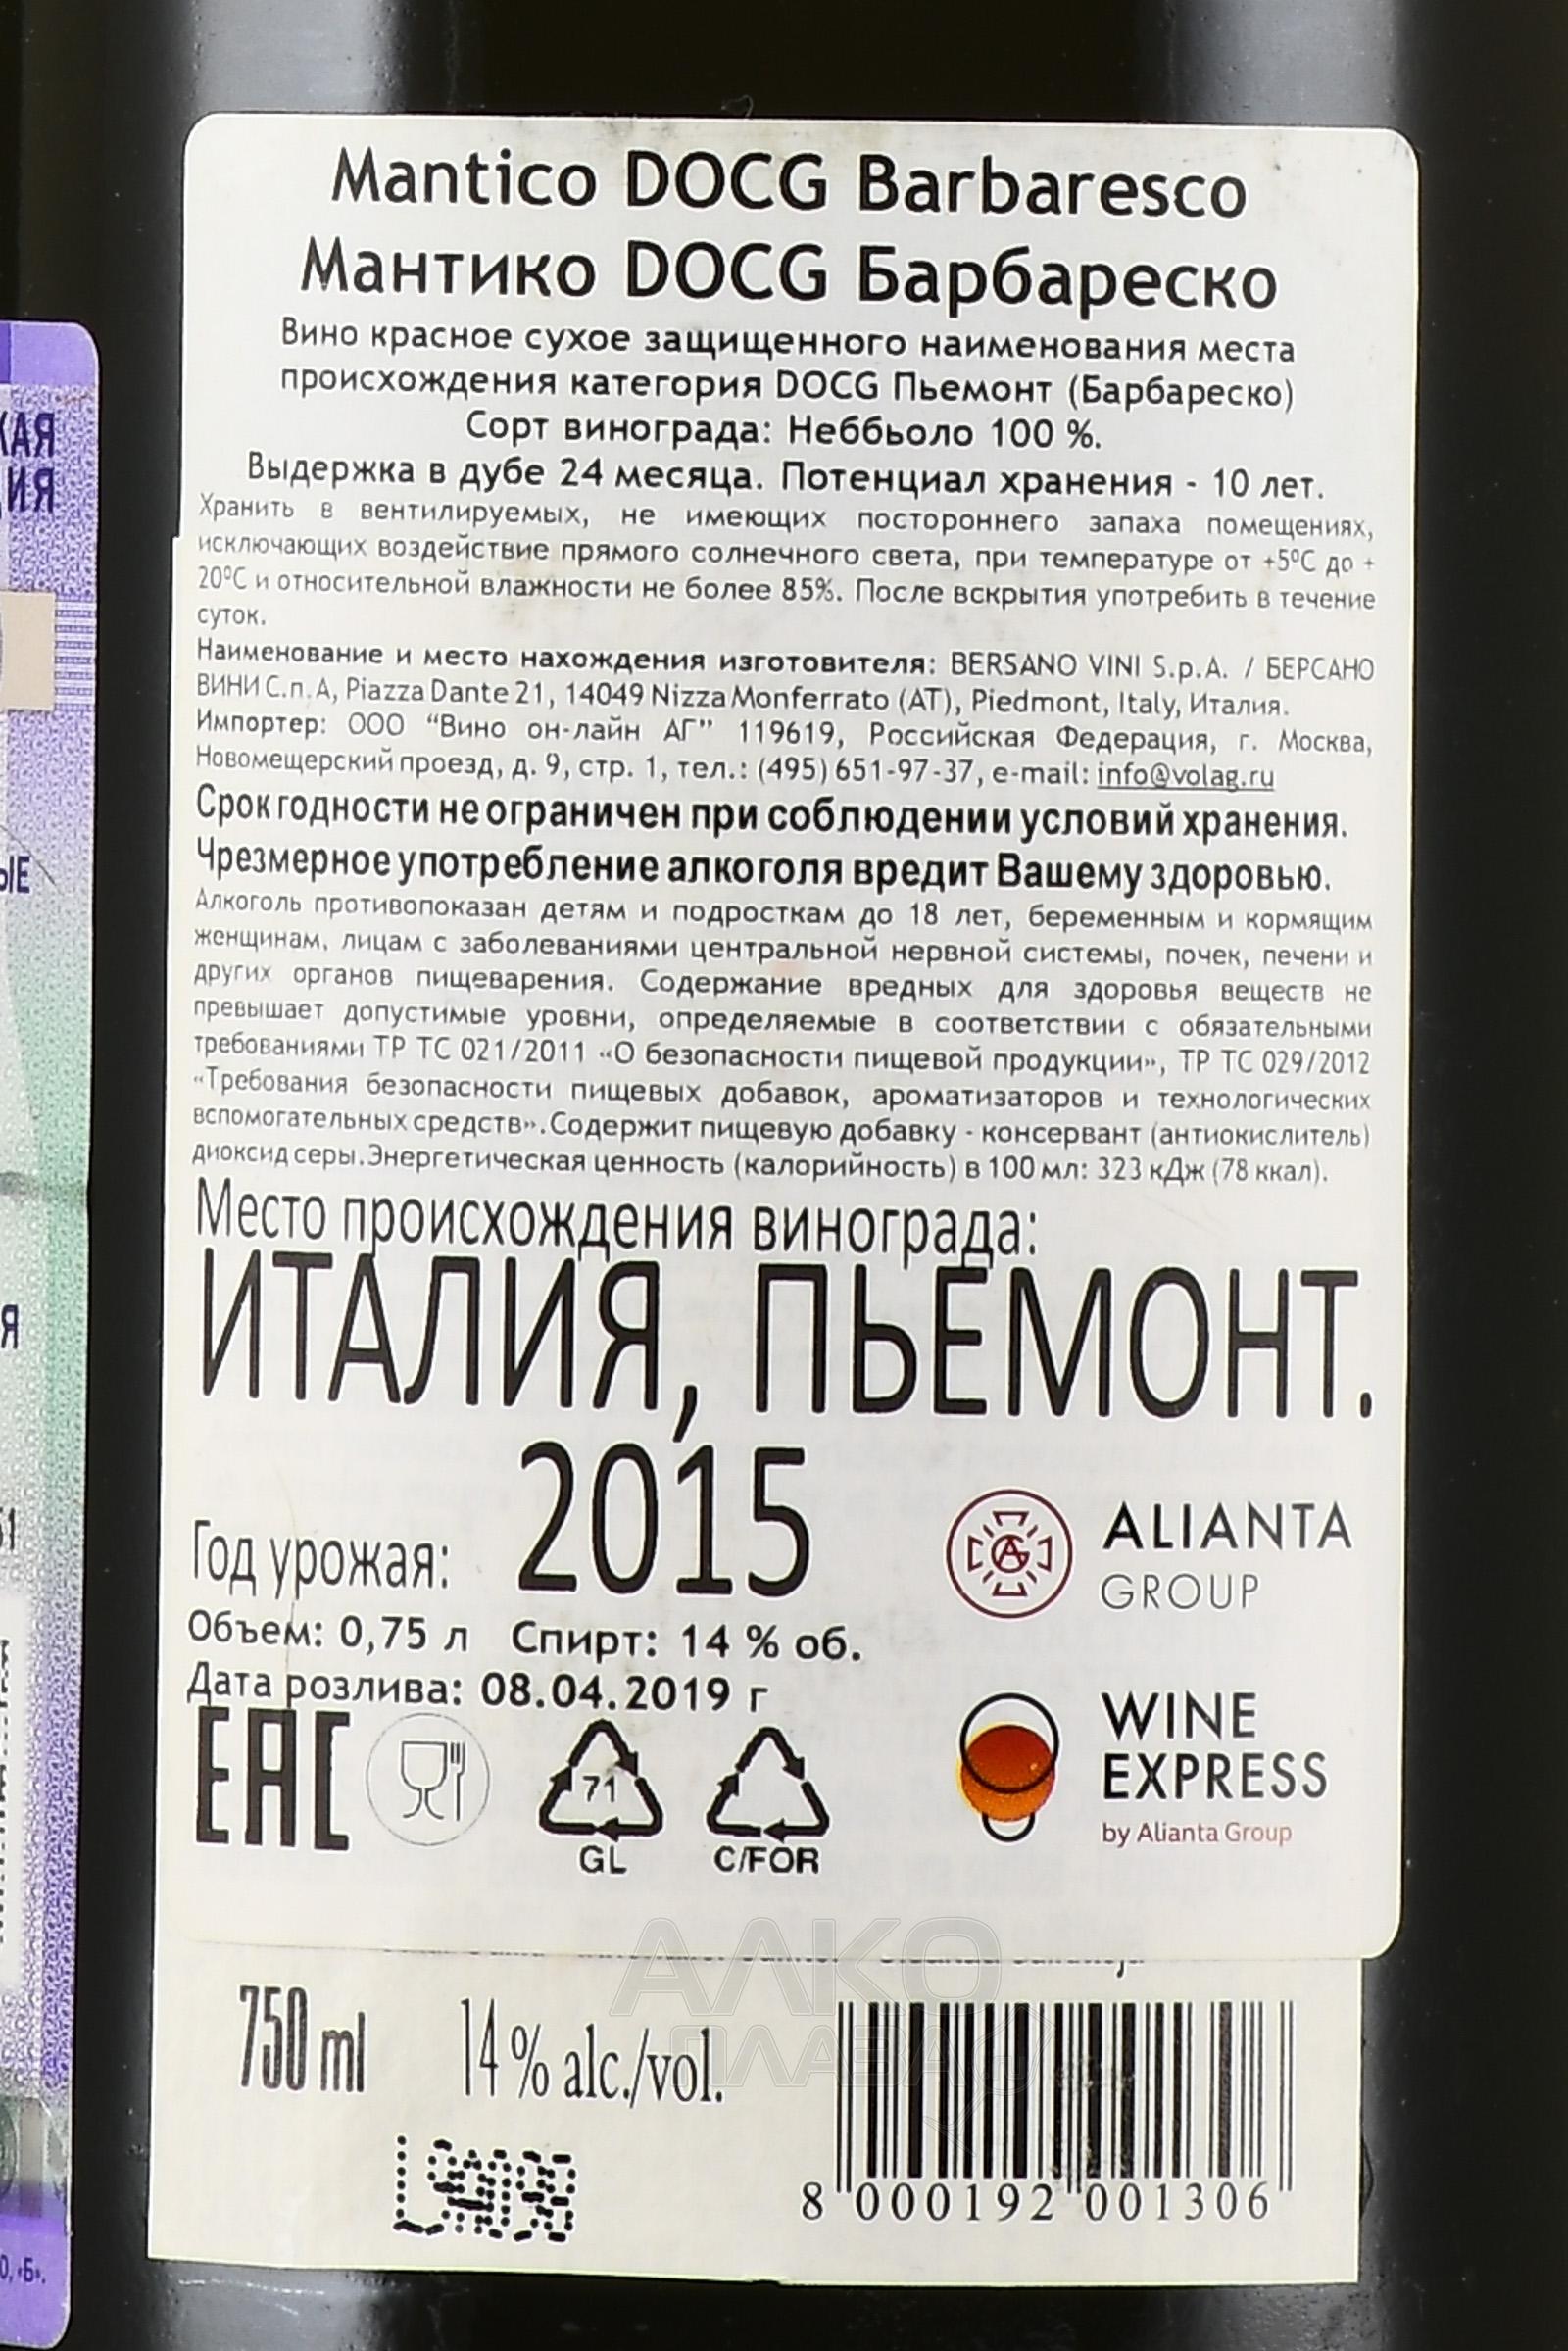 Mantico DOCG Barbaresco
Мантико DOCG Барбареско
Вино красное сухое защищенного наименования места
происхождения категория DOCG Пьемонт (Барбареско)
Сорт винограда: Неббьоло 100 %.
Выдержка в дубе 24 месяца. Потенциал хранения - 10 лет.
Хранить в вентилируемых, не имеющих постороннего запаха помещениях,
исключающих воздействие прямого солнечного света, при температуре от +5ºС до +
20ºС и относительной влажности не более 85%. После вскрытия употребить в течение
суток.
Наименование и место нахождения изготовителя: BERSANO VINI S.p.A. / БЕРСАНО
ВИНИ С.п.А, Piazza Dante 21, 14049 Nizza Monferrato (AT), Piedmont, Italy, Италия.
Импортер: ООО “Вино он-лайн АГ” 119619, Российская Федерация, г. Москва,
Новомещерский проезд, д. 9, стр. 1, тел.: (495) 651-97-37, e-mail: info@volag.ru
Срок годности не ограничен при соблюдении условий хранения.
Чрезмерное употребление алкоголя вредит Вашему здоровью.
Алкоголь противопоказан детям и подросткам до 18 лет, беременным и кормящим
женщинам, лицам с заболеваниями центральной нервной системы, почек, печени и
других органов пищеварения. Содержание вредных для здоровья веществ не
превышает допустимые уровни, определяемые в соответствии с обязательными
требованиями ТР ТС 021/2011 «О безопасности пищевой продукции», ТР ТС 029/2012
«Требования безопасности пищевых добавок, ароматизаторов и технологических
вспомогательных средств».Содержит пищевую добавку - консервант (антиокислитель)
диоксид серы.Энергетическая ценность (калорийность) в 100 мл: 323 кДж (78 ккал).
Место происхождения винограда:
ИТАЛИЯ, ПЬЕМОНТ.
Год урожая: 2015
ALIANTA
GROUP
Объем: 0,75 л Спирт: 14 % об.
Дата розлива: 08.04.2019 г
EAC
71
GL
C/FOR
WINE
EXPRESS
by Alianta Group
АЛКО
ПЛАЗА
750 ml 14% alc./vol.
8 000192 001306
КАЯ
ИЯ
ЫЕ
Я
51